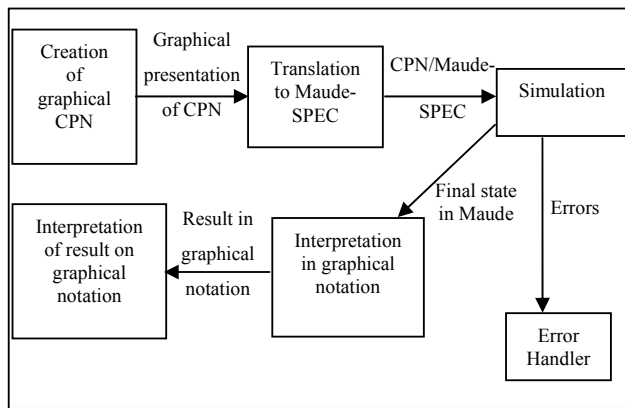 Creation
of
graphical
CPN
Graphical
presentation
of CPN
Translation
to Maude-
SPEC
CPN/Maude-
SPEC
Simulation
Final state
in Maude
Errors
Interpretation
of result on
graphical
notation
Result in
graphical
notation
Interpretation
in graphical
notation
Error
Handler